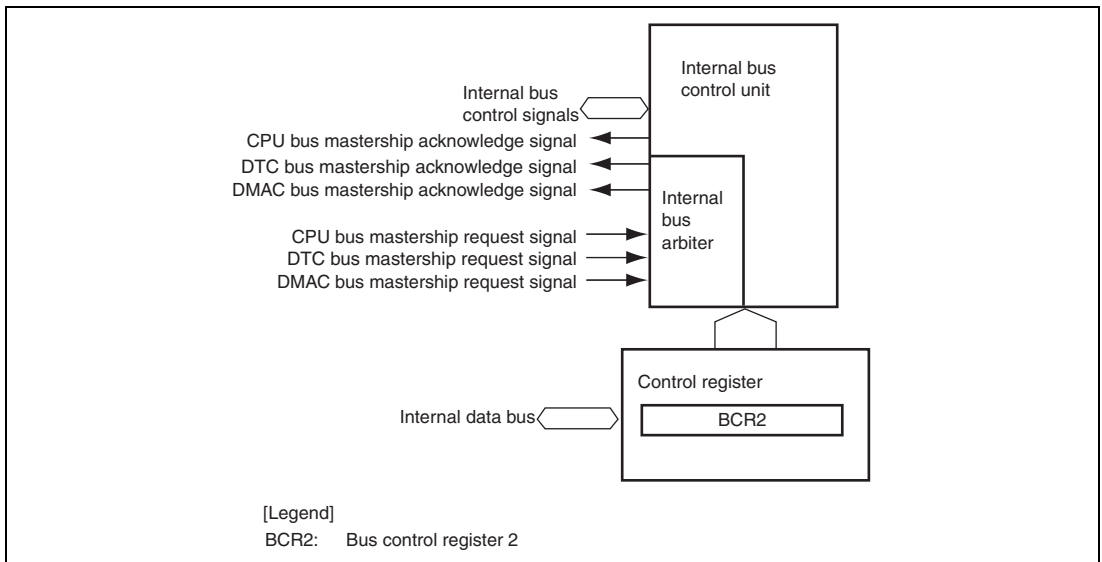 Internal bus
control unit
Internal bus
control signals
CPU bus mastership acknowledge signal
DTC bus mastership acknowledge signal
DMAC bus mastership acknowledge signal
Internal
bus
arbiter
CPU bus mastership request signal
DTC bus mastership request signal
DMAC bus mastership request signal
Control register
Internal data bus
BCR2
[Legend]
BCR2: Bus control register 2